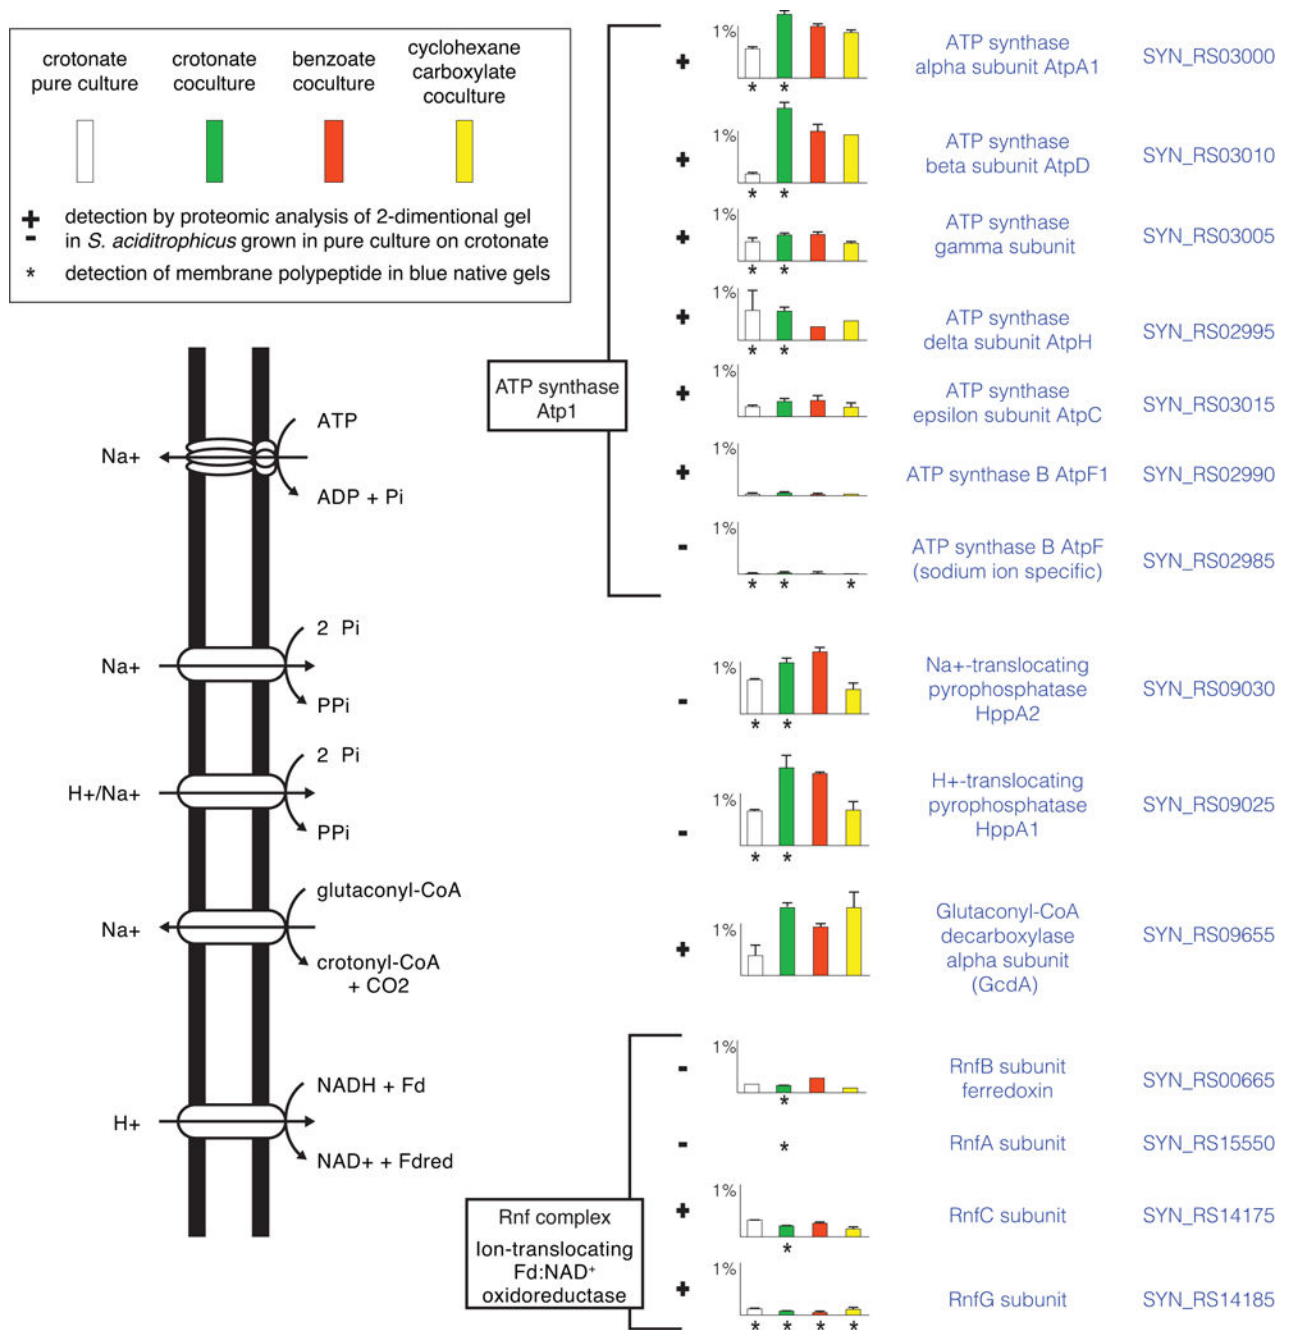 crotonate
pure culture
crotonate
coculture
benzoate
coculture
cyclohexane
carboxylate
coculture
+ detection by proteomic analysis of 2-dimentional gel
- in S. aciditrophicus grown in pure culture on crotonate
* detection of membrane polypeptide in blue native gels
Na+
ATP
ADP + Pi
Na+
2 Pi
PPi
H+/Na+
2 Pi
PPi
Na+
glutaconyl-CoA
crotonyl-CoA
+ CO2
H+
NADH + Fd
NAD+ + Fdred
ATP synthase
Atp1
+
1%
* *
ATP synthase
alpha subunit AtpA1
SYN_RS03000
+
1%
* *
ATP synthase
beta subunit AtpD
SYN_RS03010
+
1%
* *
ATP synthase
gamma subunit
SYN_RS03005
+
1%
* *
ATP synthase
delta subunit AtpH
SYN_RS02995
+
1%
ATP synthase
epsilon subunit AtpC
SYN_RS03015
+
1%
ATP synthase B AtpF1
SYN_RS02990
-
1%
* * *
ATP synthase B AtpF
(sodium ion specific)
SYN_RS02985
-
1%
* *
Na+-translocating
pyrophosphatase
HppA2
SYN_RS09030
-
1%
* *
H+-translocating
pyrophosphatase
HppA1
SYN_RS09025
+
1%
Glutaconyl-CoA
decarboxylase
alpha subunit
(GcdA)
SYN_RS09655
Rnf complex
Ion-translocating
Fd:NAD⁺
oxidoreductase
-
1%
*
RnfB subunit
ferredoxin
SYN_RS00665
-
*
RnfA subunit
SYN_RS15550
+
1%
*
RnfC subunit
SYN_RS14175
+
1%
* * * *
RnfG subunit
SYN_RS14185